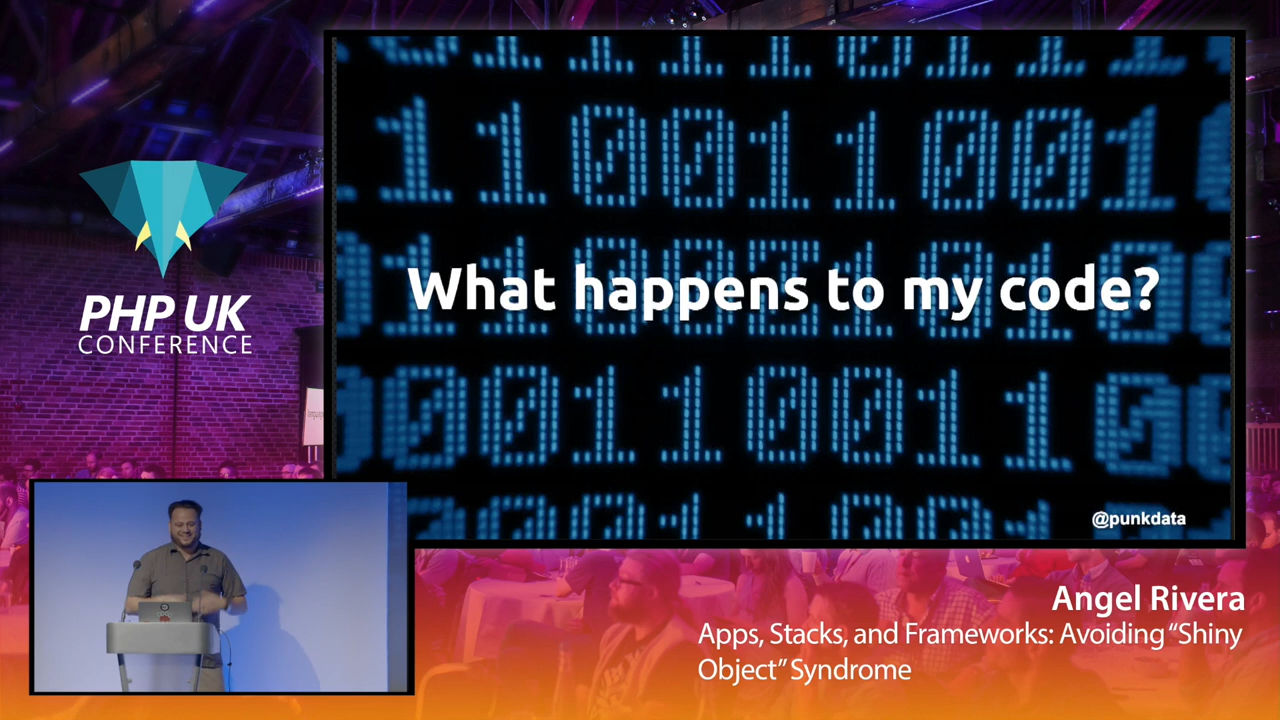 PHP UK
CONFERENCE
What happens to my code?
@punkdata
Angel Rivera
Apps, Stacks, and Frameworks: Avoiding “Shiny
Object” Syndrome